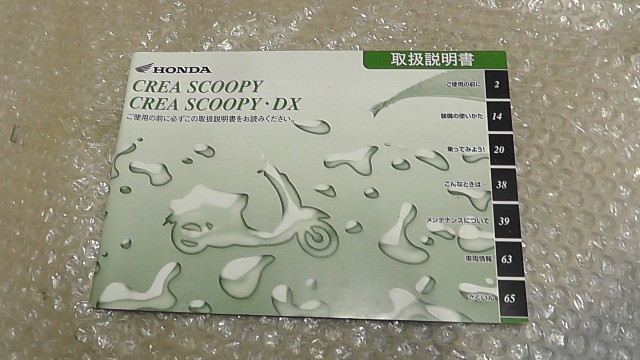 HONDA
取扱説明書
CREA SCOOPY
CREA SCOOPY・DX
ご使用の前に必ずこの取扱説明書をお読みください。
ご使用の前に 2
装備の使いかた 14
乗ってみよう! 20
こんなときは 38
メンテナンスについて 39
車両情報 63
さくいん 65